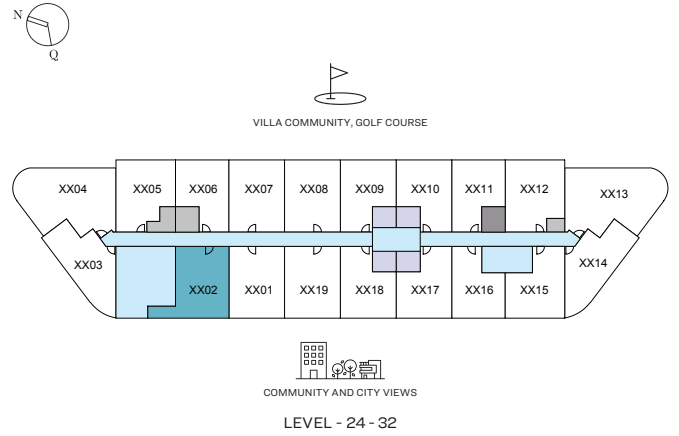 N
Q
VILLA COMMUNITY, GOLF COURSE
XX04 XX05 XX06 XX07 XX08 XX09 XX10 XX11 XX12 XX13
XX03 XX14
XX02 XX01 XX19 XX18 XX17 XX16 XX15
COMMUNITY AND CITY VIEWS
LEVEL - 24 - 32